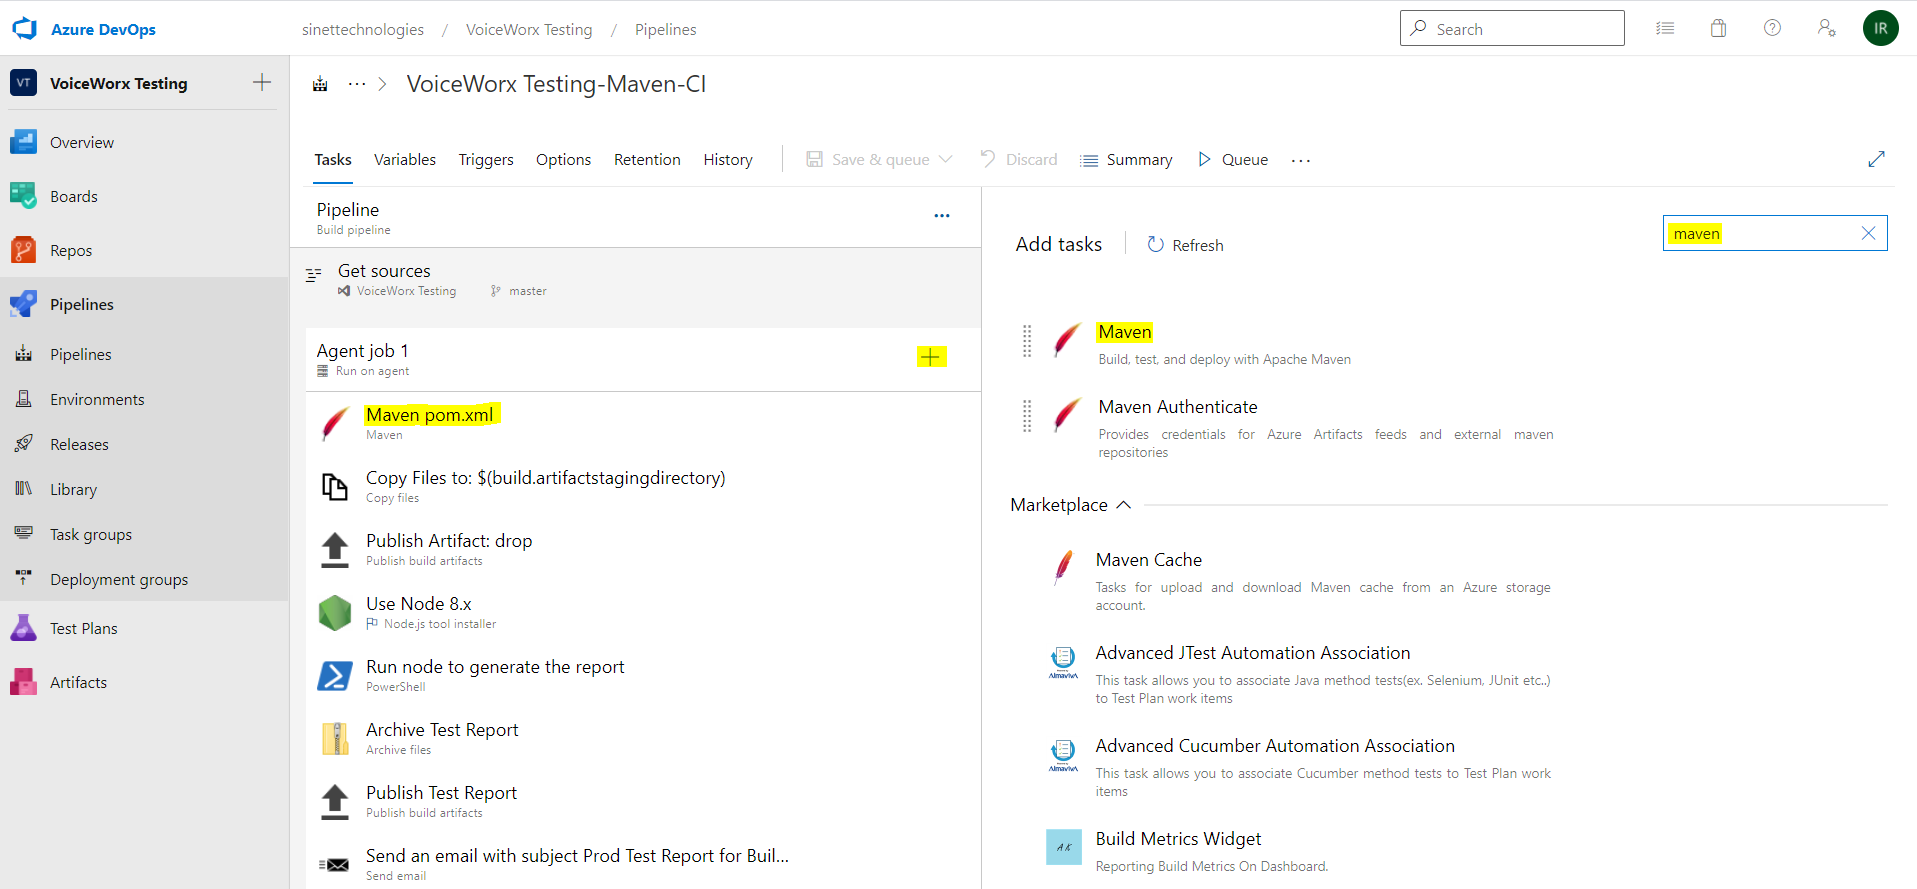 Azure DevOps
sinettechnologies / VoiceWorx Testing / Pipelines
Search
IR
VT
VoiceWorx Testing
Overview
Boards
Repos
Pipelines
Pipelines
Environments
Releases
Library
Task groups
Deployment groups
Test Plans
Artifacts
... > VoiceWorx Testing-Maven-CI
Tasks Variables Triggers Options Retention History Save & queue Discard Summary Queue ...
Pipeline ...
Build pipeline
Get sources
VoiceWorx Testing master
Agent job 1
Run on agent
Maven pom.xml
Maven
Copy Files to: $(build.artifactstagingdirectory)
Copy files
Publish Artifact: drop
Publish build artifacts
Use Node 8.x
Node.js tool installer
Run node to generate the report
PowerShell
Archive Test Report
Archive files
Publish Test Report
Publish build artifacts
Send an email with subject Prod Test Report for Buil...
Send email
Add tasks Refresh
maven
Maven
Build, test, and deploy with Apache Maven
Maven Authenticate
Provides credentials for Azure Artifacts feeds and external maven
repositories
Marketplace
Maven Cache
Tasks for upload and download Maven cache from an Azure storage
account.
AlmavivA
Advanced JTest Automation Association
This task allows you to associate Java method tests(ex. Selenium, JUnit etc..)
to Test Plan work items
AlmavivA
Advanced Cucumber Automation Association
This task allows you to associate Cucumber method tests to Test Plan work
items
AK
Build Metrics Widget
Reporting Build Metrics On Dashboard.